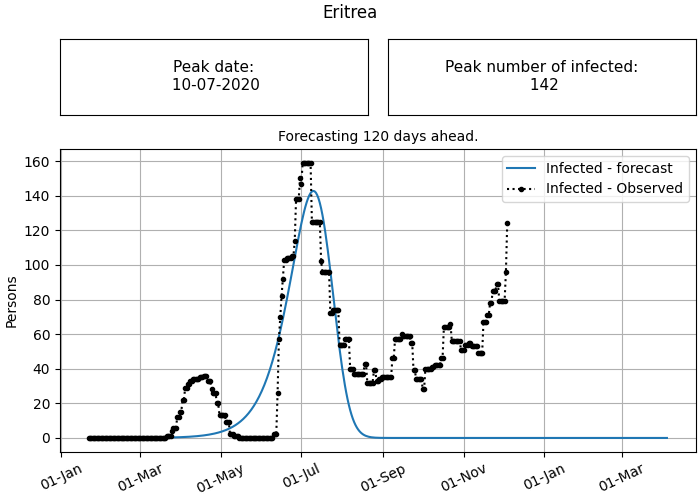 Eritrea
Peak date:
10-07-2020
Peak number of infected:
142
Forecasting 120 days ahead.
Infected - forecast
Infected - Observed
Persons
160
140
120
100
80
60
40
20
0
01-Jan
01-Mar
01-May
01-Jul
01-Sep
01-Nov
01-Jan
01-Mar